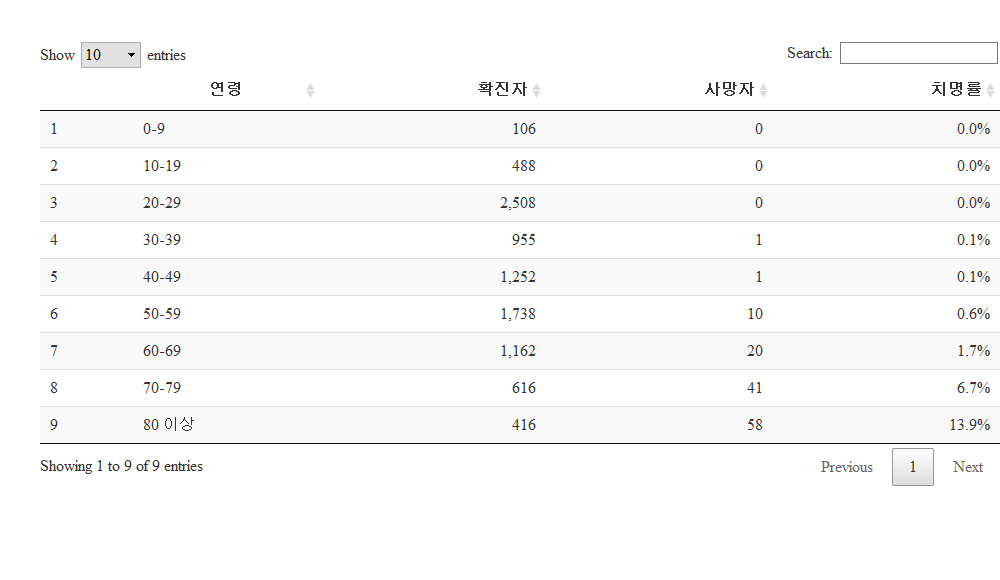 Show 10 entries Search:
연령 확진자 사망자 치명률
1 0-9 106 0 0.0%
2 10-19 488 0 0.0%
3 20-29 2,508 0 0.0%
4 30-39 955 1 0.1%
5 40-49 1,252 1 0.1%
6 50-59 1,738 10 0.6%
7 60-69 1,162 20 1.7%
8 70-79 616 41 6.7%
9 80 이상 416 58 13.9%
Showing 1 to 9 of 9 entries Previous 1 Next